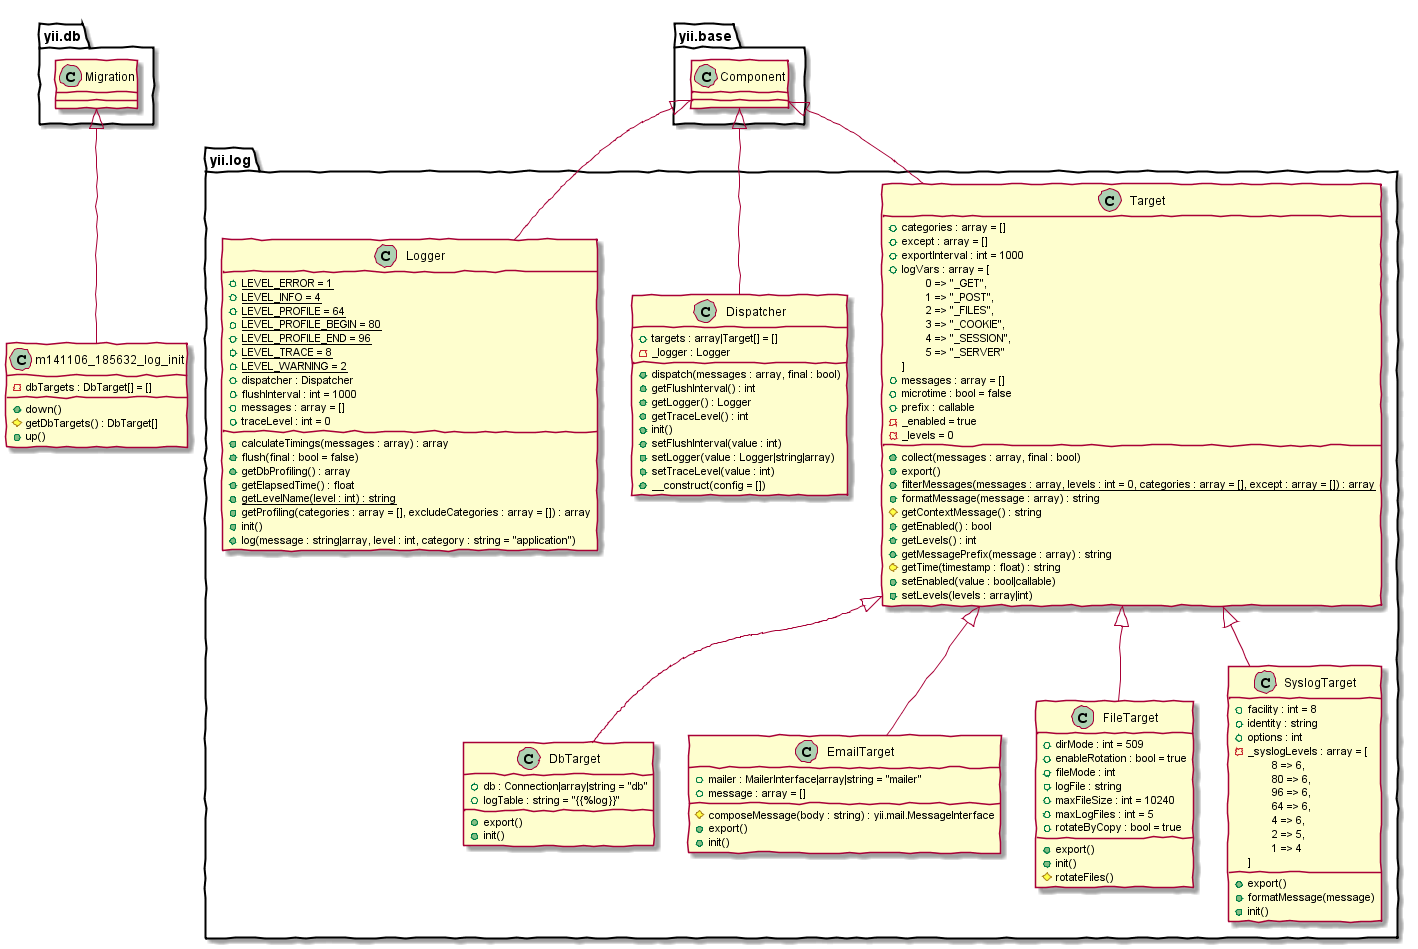 yii.db
C Migration
yii.base
C Component
yii.log
C m141106_185632_log_init
dbTargets : DbTarget[] = []
down()
getDbTargets() : DbTarget[]
up()
C Logger
LEVEL_ERROR = 1
LEVEL_INFO = 4
LEVEL_PROFILE = 64
LEVEL_PROFILE_BEGIN = 80
LEVEL_PROFILE_END = 96
LEVEL_TRACE = 8
LEVEL_WARNING = 2
dispatcher : Dispatcher
flushInterval : int = 1000
messages : array = []
traceLevel : int = 0
calculateTimings(messages : array) : array
flush(final : bool = false)
getDbProfiling() : array
getElapsedTime() : float
getLevelName(level : int) : string
getProfiling(categories : array = [], excludeCategories : array = []) : array
init()
log(message : string|array, level : int, category : string = "application")
C Dispatcher
targets : array|Target[] = []
_logger : Logger
dispatch(messages : array, final : bool)
getFlushInterval() : int
getLogger() : Logger
getTraceLevel() : int
init()
setFlushInterval(value : int)
setLogger(value : Logger|string|array)
setTraceLevel(value : int)
__construct(config = [])
C Target
categories : array = []
except : array = []
exportInterval : int = 1000
logVars : array = [
0 => "_GET",
1 => "_POST",
2 => "_FILES",
3 => "_COOKIE",
4 => "_SESSION",
5 => "_SERVER"
]
messages : array = []
microtime : bool = false
prefix : callable
_enabled = true
_levels = 0
collect(messages : array, final : bool)
export()
filterMessages(messages : array, levels : int = 0, categories : array = [], except : array = []) : array
formatMessage(message : array) : string
getContextMessage() : string
getEnabled() : bool
getLevels() : int
getMessagePrefix(message : array) : string
getTime(timestamp : float) : string
setEnabled(value : bool|callable)
setLevels(levels : array|int)
C DbTarget
db : Connection|array|string = "db"
logTable : string = "{{%log}}"
export()
init()
C EmailTarget
mailer : MailerInterface|array|string = "mailer"
message : array = []
composeMessage(body : string) : yii.mail.MessageInterface
export()
init()
C FileTarget
dirMode : int = 509
enableRotation : bool = true
fileMode : int
logFile : string
maxFileSize : int = 10240
maxLogFiles : int = 5
rotateByCopy : bool = true
export()
init()
rotateFiles()
C SyslogTarget
facility : int = 8
identity : string
options : int
_syslogLevels : array = [
8 => 6,
80 => 6,
96 => 6,
64 => 6,
4 => 6,
2 => 5,
1 => 4
]
export()
formatMessage(message)
init()